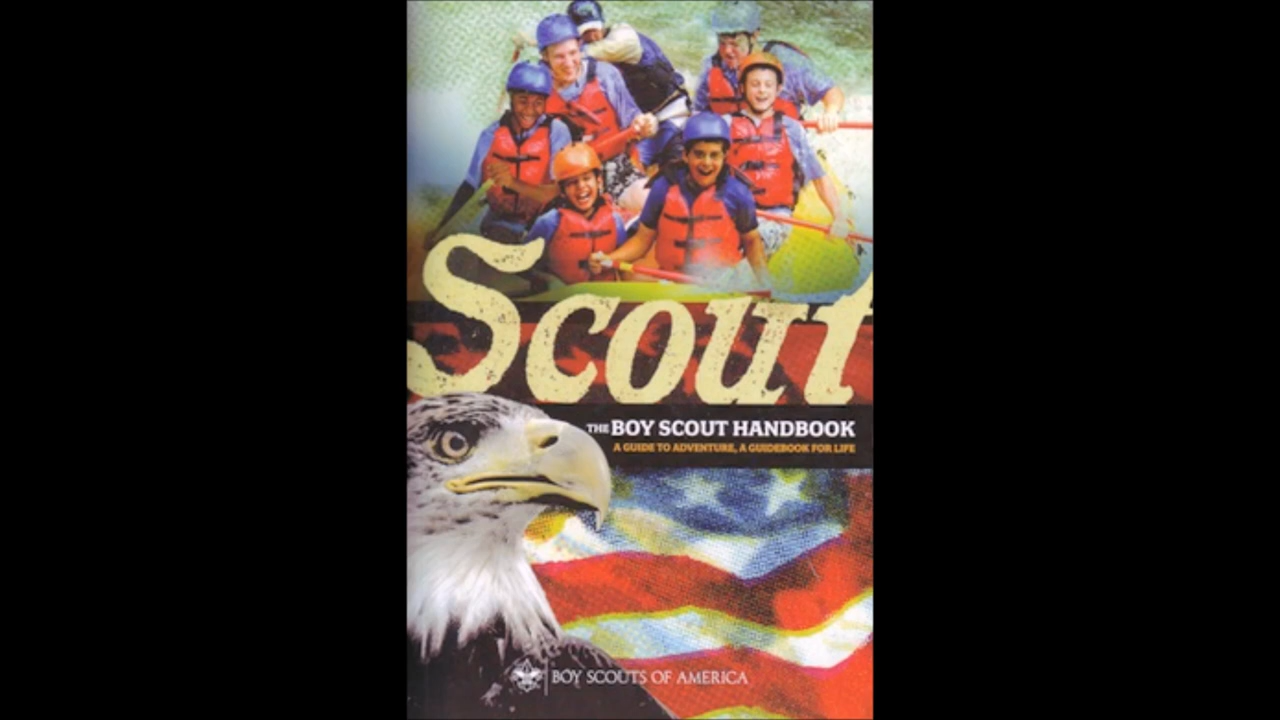 Scout
THE BOY SCOUT HANDBOOK
A GUIDE TO ADVENTURE, A GUIDEBOOK FOR LIFE
BOY SCOUTS OF AMERICA